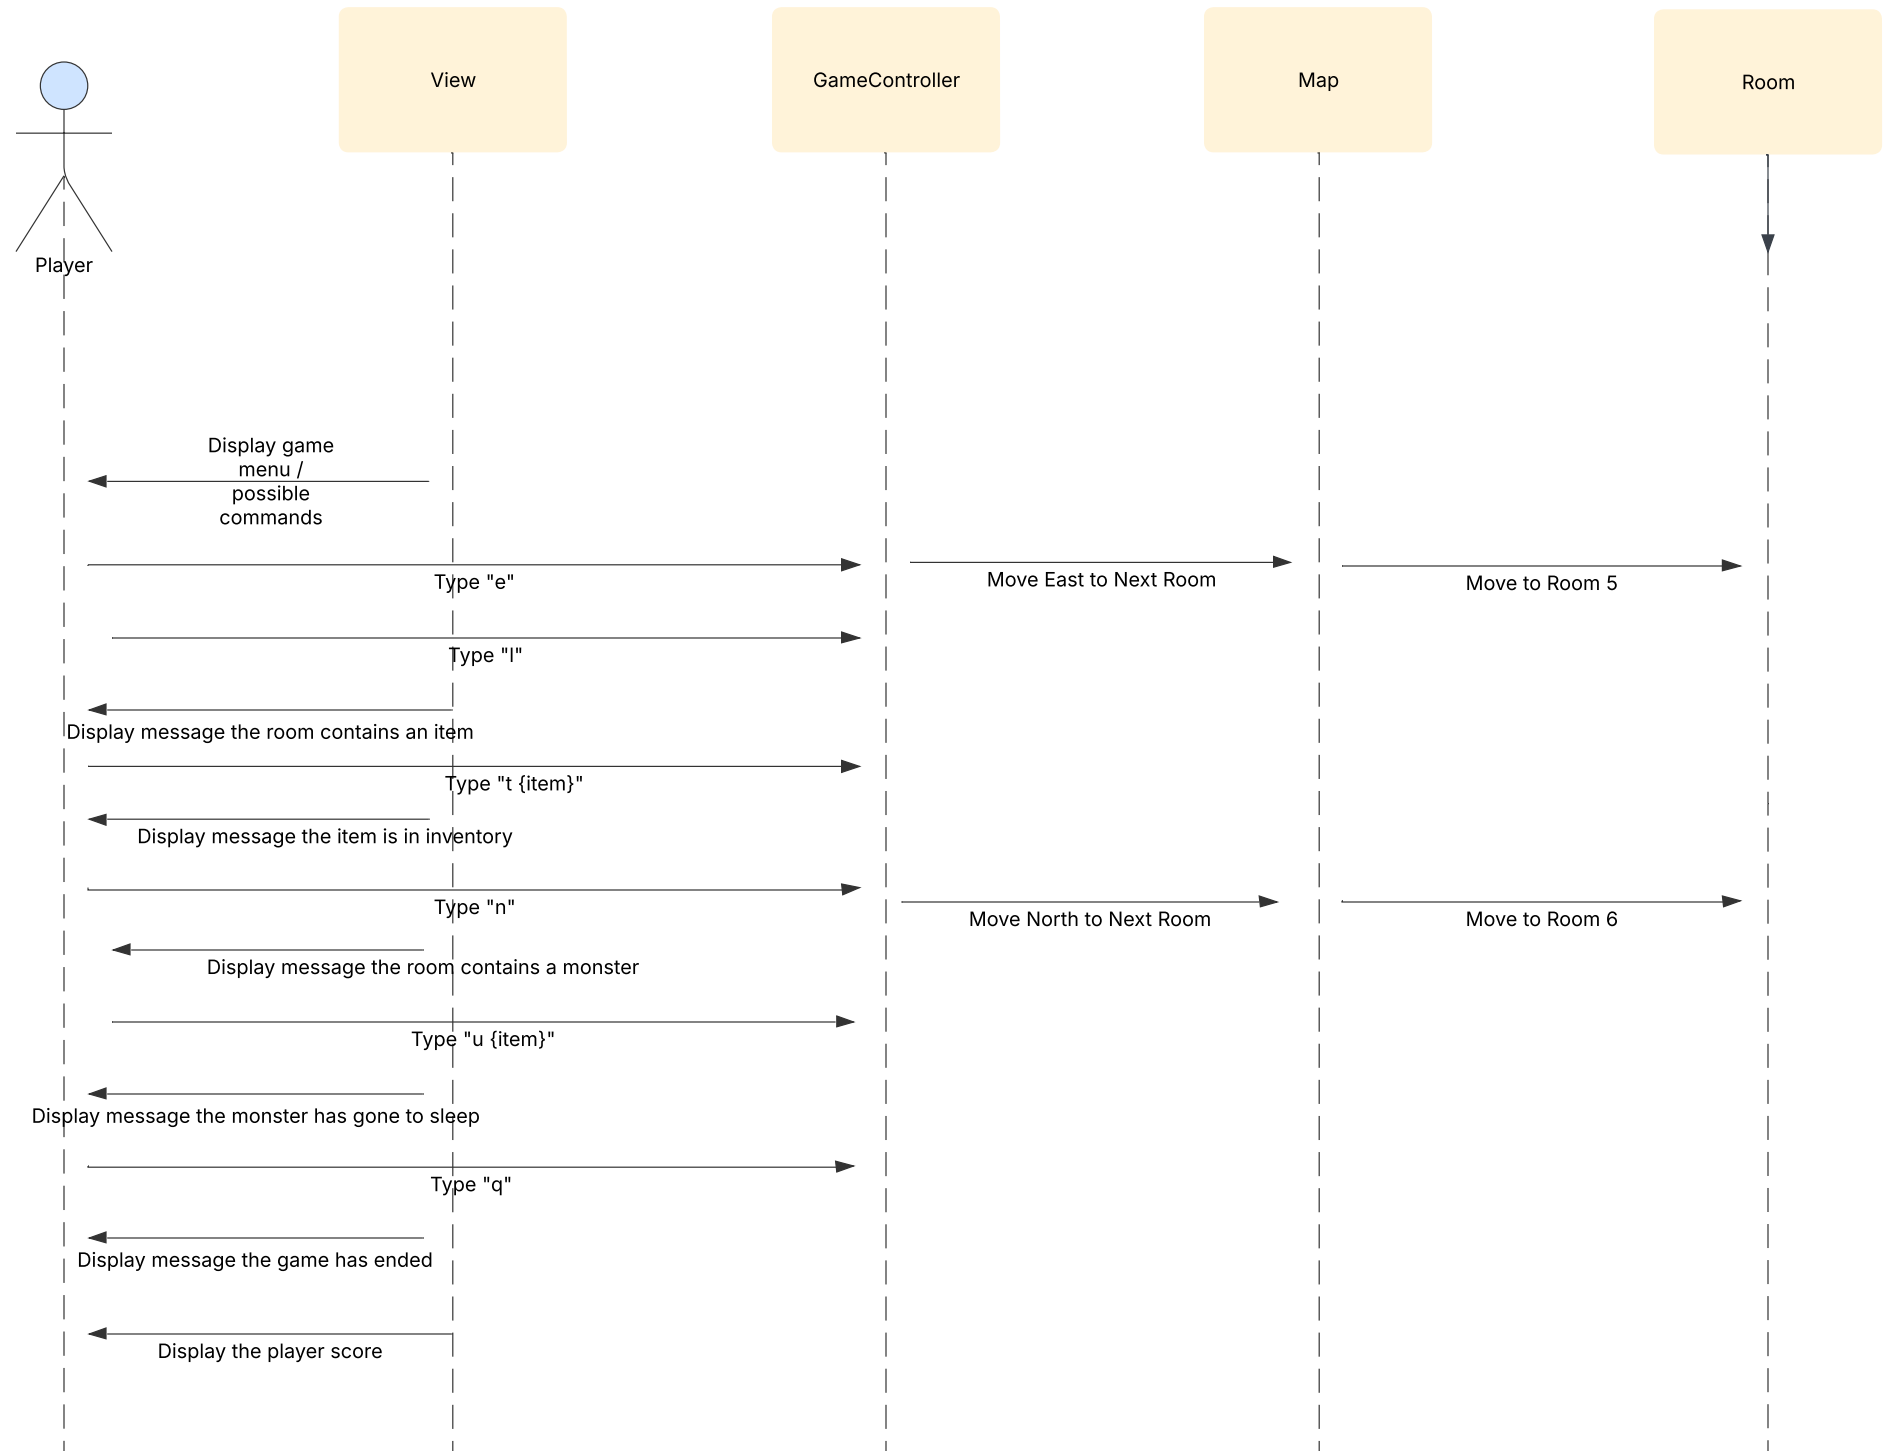 View
GameController
Map
Room
Player
Display game
menu /
possible
commands
Type "e"
Move East to Next Room
Move to Room 5
Type "l"
Display message the room contains an item
Type "t {item}"
Display message the item is in inventory
Type "n"
Move North to Next Room
Move to Room 6
Display message the room contains a monster
Type "u {item}"
Display message the monster has gone to sleep
Type "q"
Display message the game has ended
Display the player score